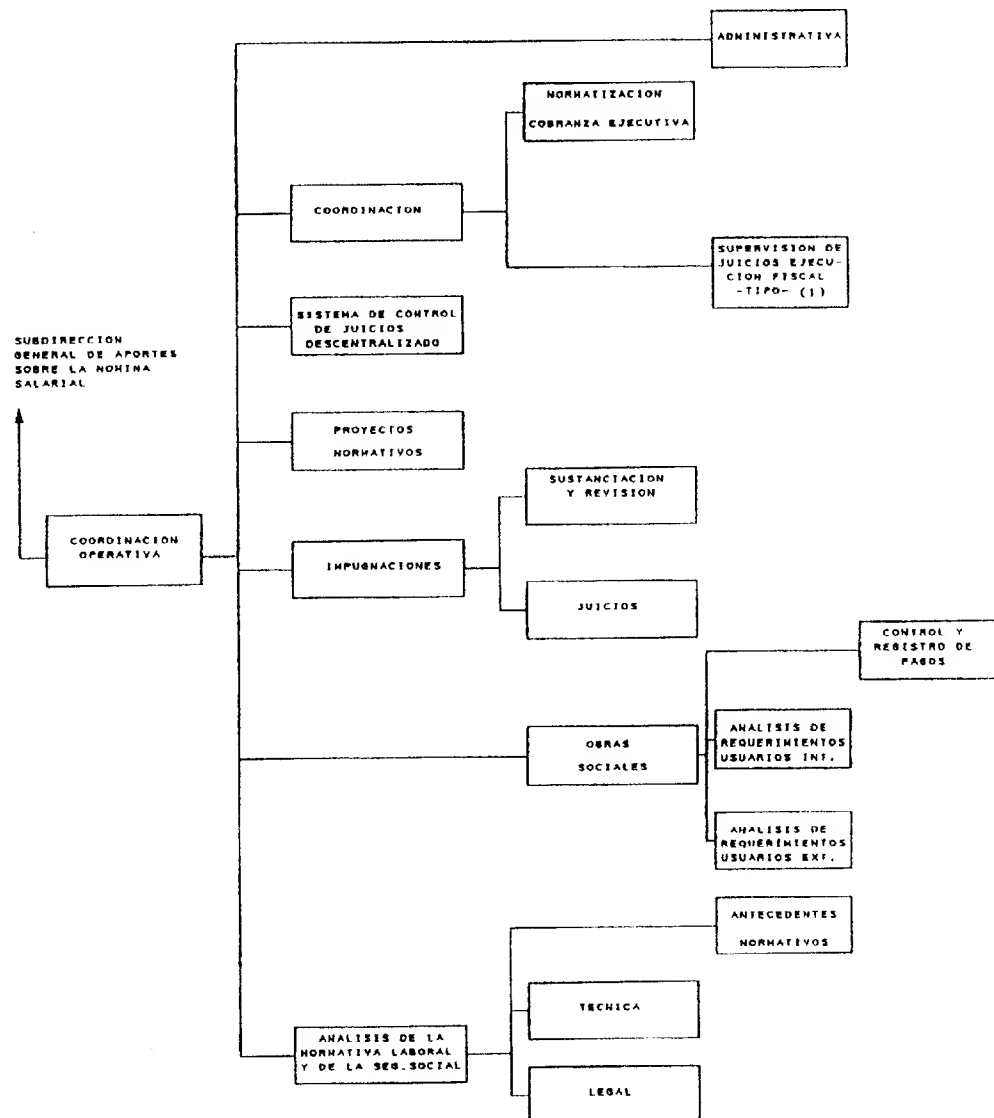 ADMINISTRATIVA
NORMATIZACION
COBRANZA EJECUTIVA
COORDINACION
SUPERVISION DE
JUICIOS EJECU-
CION FISCAL
-TIPO- (1)
SISTEMA DE CONTROL
DE JUICIOS
DESCENTRALIZADO
SUBDIRECCION
GENERAL DE APORTES
SOBRE LA NOMINA
SALARIAL
PROYECTOS
NORMATIVOS
SUSTANCIACION
Y REVISION
COORDINACION
OPERATIVA
IMPUGNACIONES
JUICIOS
CONTROL Y
REGISTRO DE
PAGOS
OBRAS
SOCIALES
ANALISIS DE
REQUERIMIENTOS
USUARIOS INT.
ANALISIS DE
REQUERIMIENTOS
USUARIOS EXT.
ANTECEDENTES
NORMATIVOS
TECNICA
ANALISIS DE LA
NORMATIVA LABORAL
Y DE LA SEG.SOCIAL
LEGAL